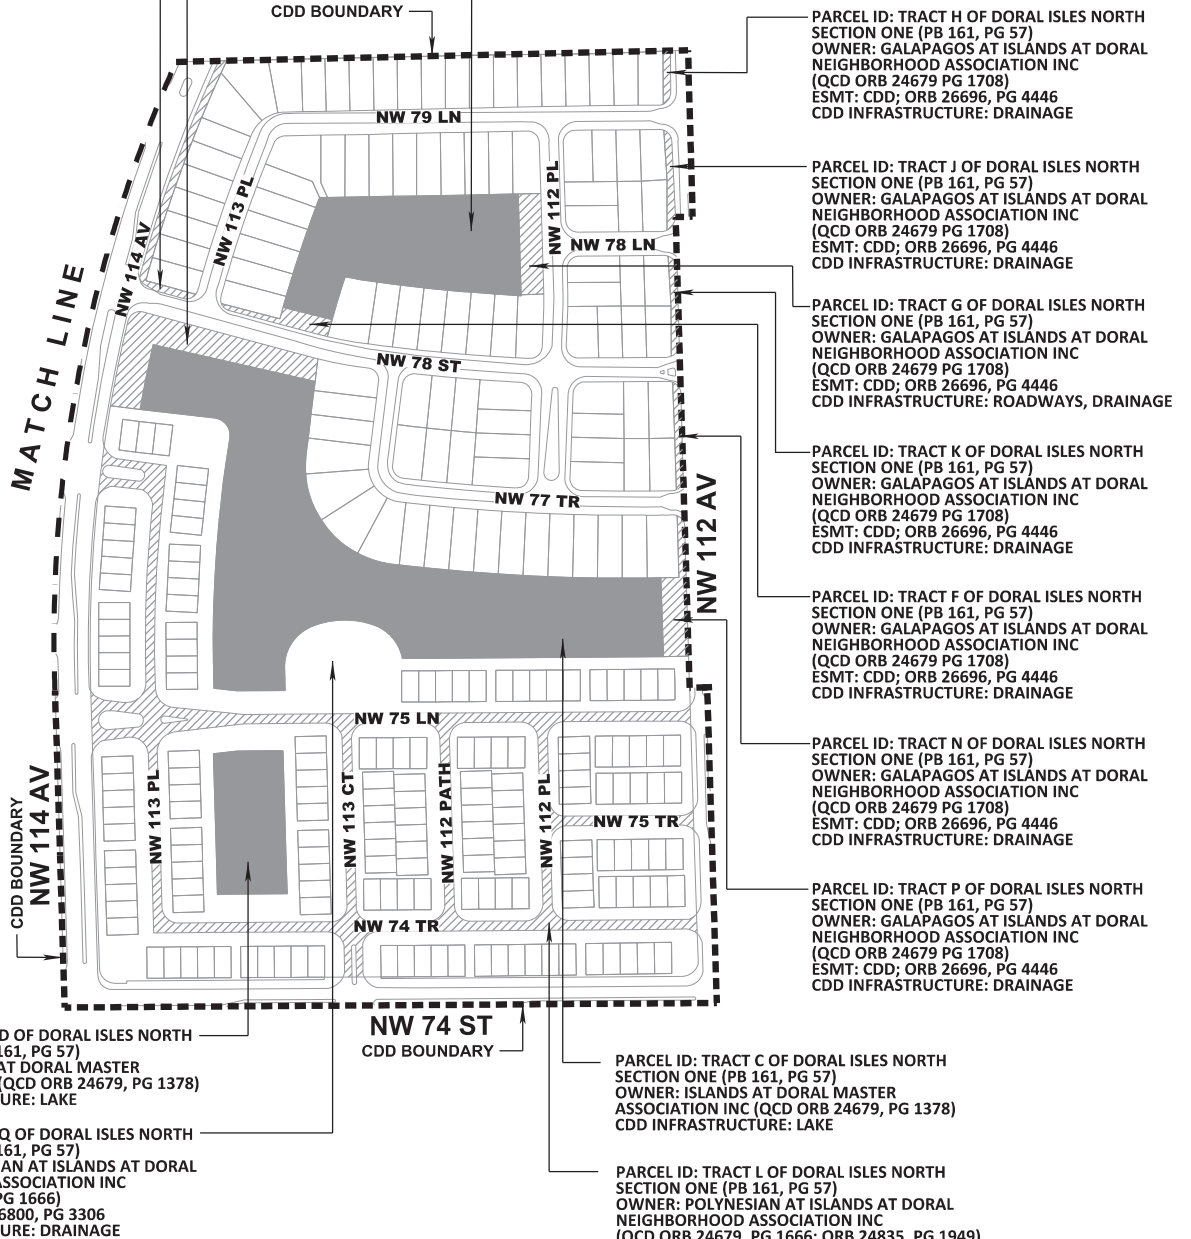 CDD BOUNDARY
PARCEL ID: TRACT H OF DORAL ISLES NORTH
SECTION ONE (PB 161, PG 57)
OWNER: GALAPAGOS AT ISLANDS AT DORAL
NEIGHBORHOOD ASSOCIATION INC
(QCD ORB 24679 PG 1708)
ESMT: CDD; ORB 26696, PG 4446
CDD INFRASTRUCTURE: DRAINAGE
PARCEL ID: TRACT J OF DORAL ISLES NORTH
SECTION ONE (PB 161, PG 57)
OWNER: GALAPAGOS AT ISLANDS AT DORAL
NEIGHBORHOOD ASSOCIATION INC
(QCD ORB 24679 PG 1708)
ESMT: CDD; ORB 26696, PG 4446
CDD INFRASTRUCTURE: DRAINAGE
PARCEL ID: TRACT G OF DORAL ISLES NORTH
SECTION ONE (PB 161, PG 57)
OWNER: GALAPAGOS AT ISLANDS AT DORAL
NEIGHBORHOOD ASSOCIATION INC
(QCD ORB 24679 PG 1708)
ESMT: CDD; ORB 26696, PG 4446
CDD INFRASTRUCTURE: ROADWAYS, DRAINAGE
PARCEL ID: TRACT K OF DORAL ISLES NORTH
SECTION ONE (PB 161, PG 57)
OWNER: GALAPAGOS AT ISLANDS AT DORAL
NEIGHBORHOOD ASSOCIATION INC
(QCD ORB 24679 PG 1708)
ESMT: CDD; ORB 26696, PG 4446
CDD INFRASTRUCTURE: DRAINAGE
PARCEL ID: TRACT F OF DORAL ISLES NORTH
SECTION ONE (PB 161, PG 57)
OWNER: GALAPAGOS AT ISLANDS AT DORAL
NEIGHBORHOOD ASSOCIATION INC
(QCD ORB 24679 PG 1708)
ESMT: CDD; ORB 26696, PG 4446
CDD INFRASTRUCTURE: DRAINAGE
PARCEL ID: TRACT N OF DORAL ISLES NORTH
SECTION ONE (PB 161, PG 57)
OWNER: GALAPAGOS AT ISLANDS AT DORAL
NEIGHBORHOOD ASSOCIATION INC
(QCD ORB 24679 PG 1708)
ESMT: CDD; ORB 26696, PG 4446
CDD INFRASTRUCTURE: DRAINAGE
PARCEL ID: TRACT P OF DORAL ISLES NORTH
SECTION ONE (PB 161, PG 57)
OWNER: GALAPAGOS AT ISLANDS AT DORAL
NEIGHBORHOOD ASSOCIATION INC
(QCD ORB 24679 PG 1708)
ESMT: CDD; ORB 26696, PG 4446
CDD INFRASTRUCTURE: DRAINAGE
NW 79 LN
NW 113 PL
NW 112 PL
NW 114 AV
NW 78 LN
MATCH LINE
NW 78 ST
NW 77 TR
NW 112 AV
NW 75 LN
NW 114 AV
CDD BOUNDARY
NW 113 PL
NW 113 CT
NW 112 PATH
NW 112 PL
NW 75 TR
NW 74 TR
NW 74 ST
CDD BOUNDARY
D OF DORAL ISLES NORTH
161, PG 57)
AT DORAL MASTER
(QCD ORB 24679, PG 1378)
URE: LAKE
Q OF DORAL ISLES NORTH
161, PG 57)
AN AT ISLANDS AT DORAL
ASSOCIATION INC
PG 1666)
6800, PG 3306
URE: DRAINAGE
PARCEL ID: TRACT C OF DORAL ISLES NORTH
SECTION ONE (PB 161, PG 57)
OWNER: ISLANDS AT DORAL MASTER
ASSOCIATION INC (QCD ORB 24679, PG 1378)
CDD INFRASTRUCTURE: LAKE
PARCEL ID: TRACT L OF DORAL ISLES NORTH
SECTION ONE (PB 161, PG 57)
OWNER: POLYNESIAN AT ISLANDS AT DORAL
NEIGHBORHOOD ASSOCIATION INC
(QCD ORB 24679, PG 1666; ORB 24835, PG 1949)